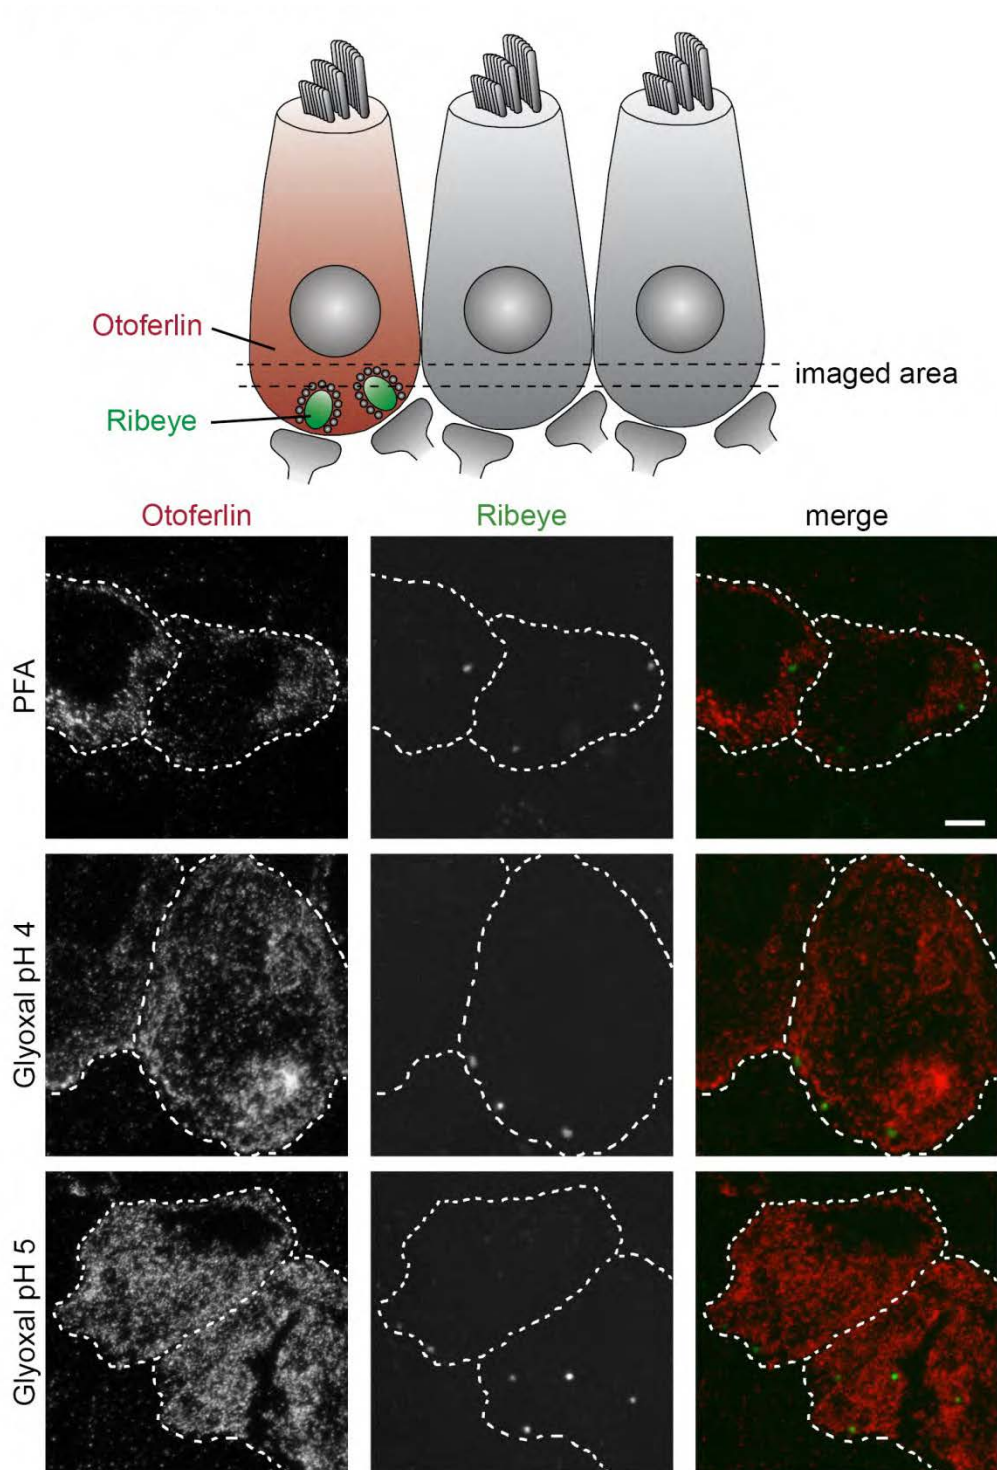 Otoferlin
imaged area
Ribeye
Otoferlin Ribeye merge
PFA
Glyoxal pH 4
Glyoxal pH 5